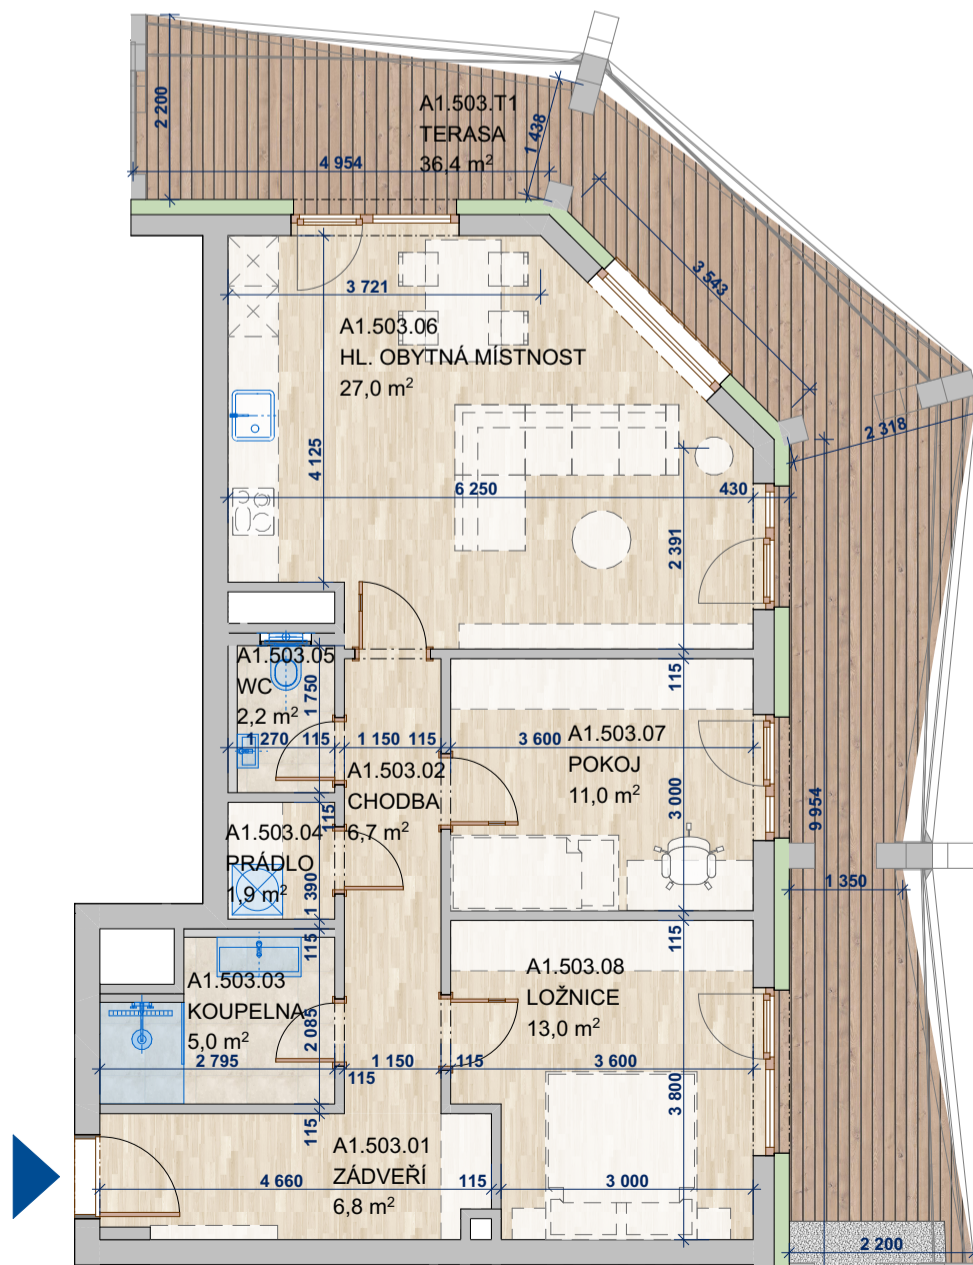 A1.503.T1
TERASA
36,4 m²
2 200
4 954
1 438
3 543
2 318
3 721
A1.503.06
HL. OBYTNÁ MÍSTNOST
27,0 m²
4 125
6 250
430
2 391
A1.503.05
WC
2,2 m²
1 750
1 270
115
1 150
115
3 600
115
A1.503.07
POKOJ
11,0 m²
3 000
9 954
A1.503.02
CHODBA
6,7 m²
115
A1.503.04
PRÁDLO
1,9 m²
1 390
1 350
115
115
A1.503.03
KOUPELNA
5,0 m²
2 085
2 795
115
1 150
115
A1.503.08
LOŽNICE
13,0 m²
3 600
3 800
115
A1.503.01
ZÁDVEŘÍ
6,8 m²
4 660
115
3 000
2 200